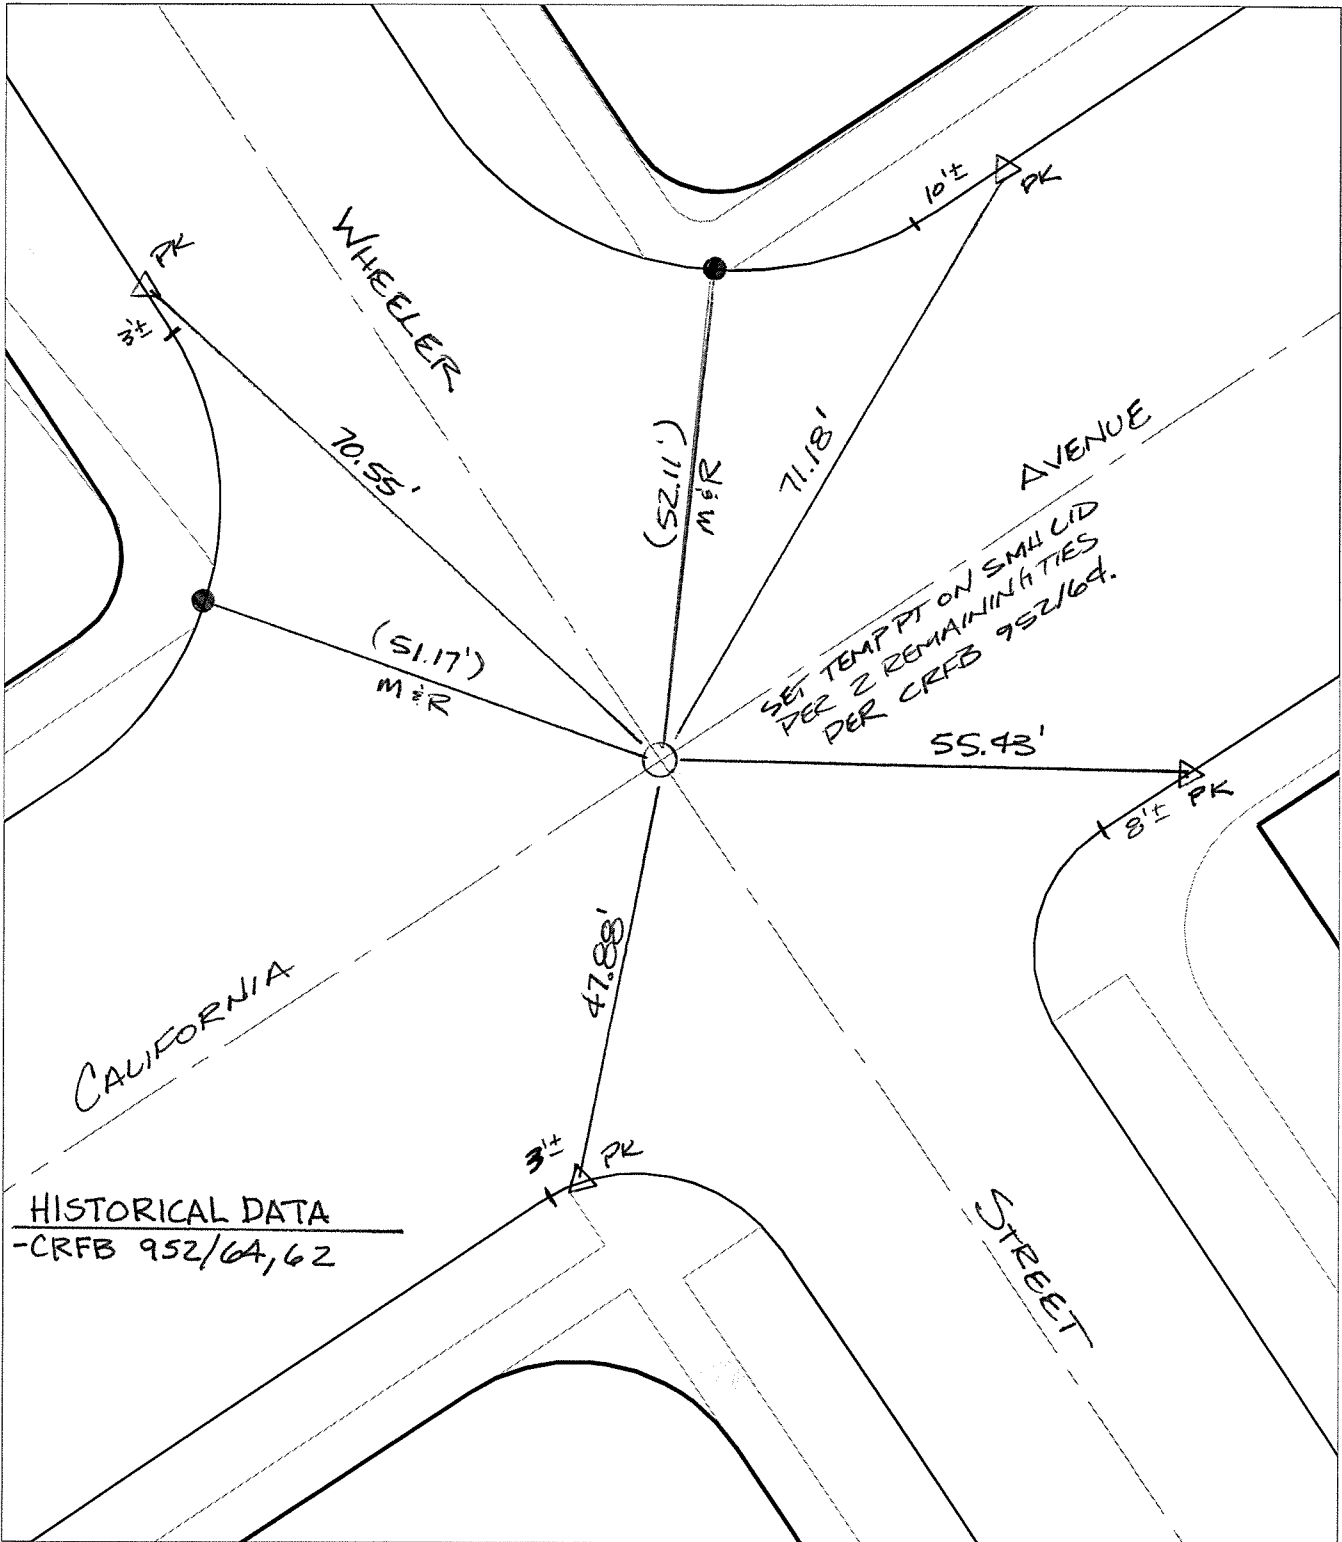 10'±
PK
PK
3'±
WHEELER
70.55'
(52.11')
M & R
71.18'
AVENUE
SET TEMP PT ON SMH LID
PER 2 REMAINING TIES
PER CRFB 952/64.
(51.17')
M & R
55.43'
8'± PK
47.88'
CALIFORNIA
3'± PK
HISTORICAL DATA
-CRFB 952/64,62
STREET